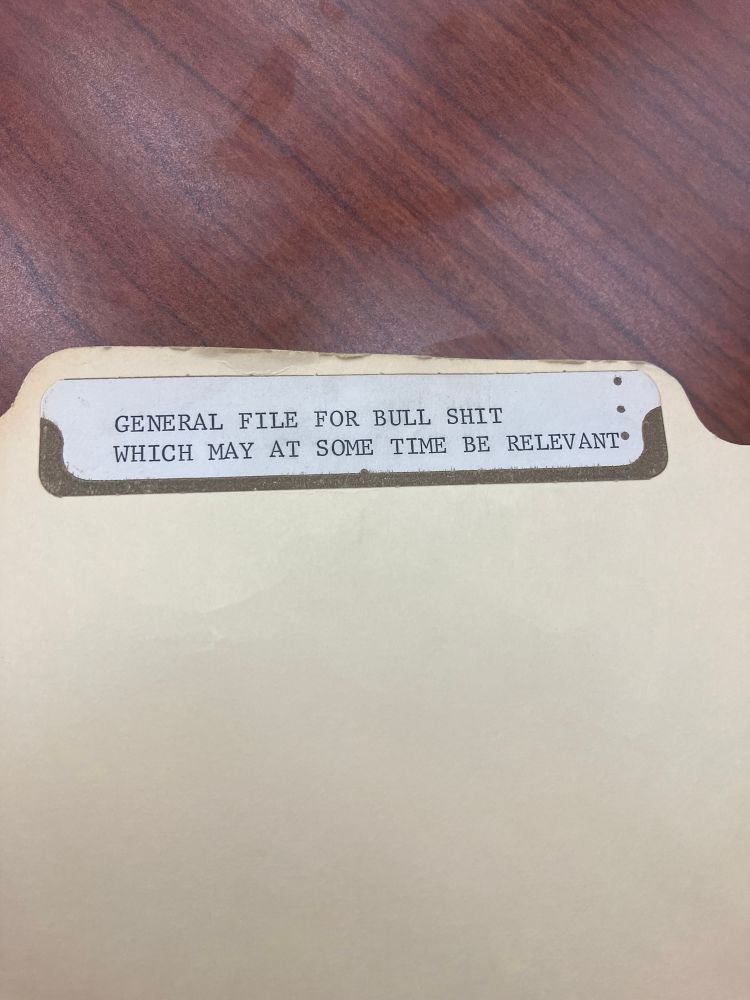 GENERAL FILE FOR BULL SHIT
WHICH MAY AT SOME TIME BE RELEVANT